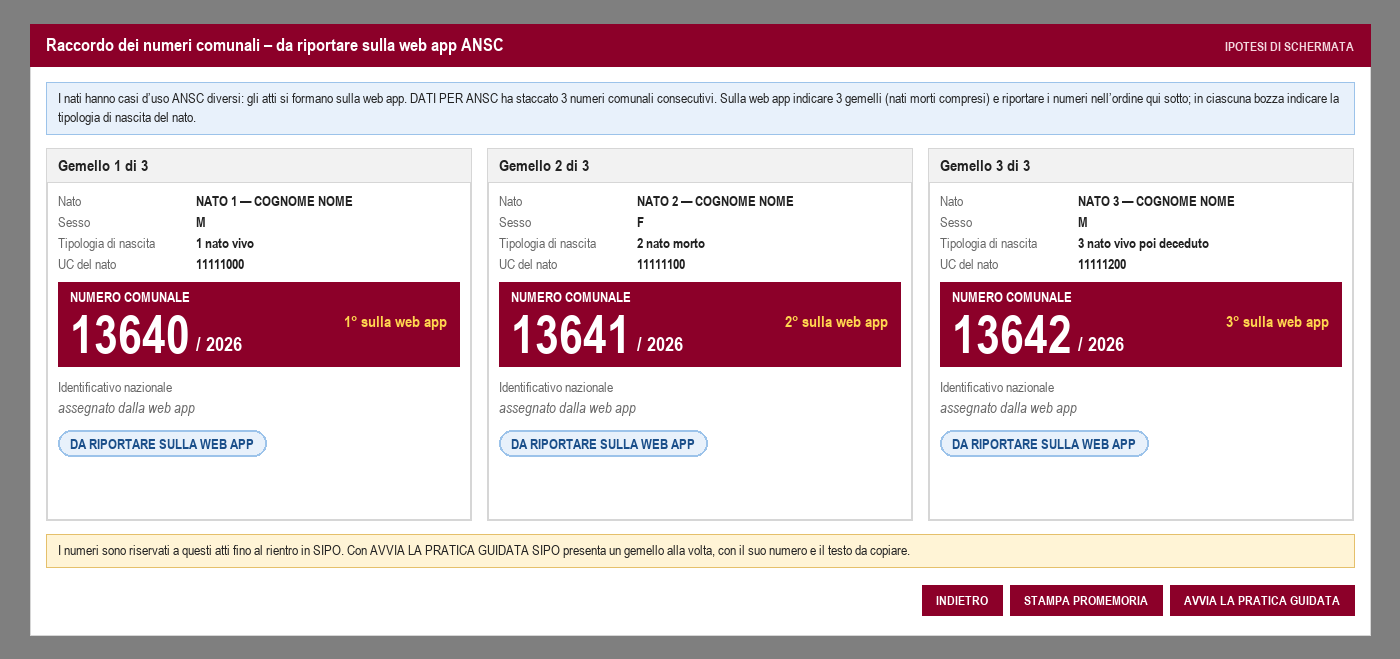 Raccordo dei numeri comunali – da riportare sulla web app ANSC
IPOTESI DI SCHERMATA
I nati hanno casi d'uso ANSC diversi: gli atti si formano sulla web app. DATI PER ANSC ha staccato 3 numeri comunali consecutivi. Sulla web app indicare 3 gemelli (nati morti compresi) e riportare i numeri nell'ordine qui sotto; in ciascuna bozza indicare la
tipologia di nascita del nato.
Gemello 1 di 3
Nato NATO 1 — COGNOME NOME
Sesso M
Tipologia di nascita 1 nato vivo
UC del nato 11111000
NUMERO COMUNALE
13640 / 2026
1° sulla web app
Identificativo nazionale
assegnato dalla web app
DA RIPORTARE SULLA WEB APP
Gemello 2 di 3
Nato NATO 2 — COGNOME NOME
Sesso F
Tipologia di nascita 2 nato morto
UC del nato 11111100
NUMERO COMUNALE
13641 / 2026
2° sulla web app
Identificativo nazionale
assegnato dalla web app
DA RIPORTARE SULLA WEB APP
Gemello 3 di 3
Nato NATO 3 — COGNOME NOME
Sesso M
Tipologia di nascita 3 nato vivo poi deceduto
UC del nato 11111200
NUMERO COMUNALE
13642 / 2026
3° sulla web app
Identificativo nazionale
assegnato dalla web app
DA RIPORTARE SULLA WEB APP
I numeri sono riservati a questi atti fino al rientro in SIPO. Con AVVIA LA PRATICA GUIDATA SIPO presenta un gemello alla volta, con il suo numero e il testo da copiare.
INDIETRO
STAMPA PROMEMORIA
AVVIA LA PRATICA GUIDATA